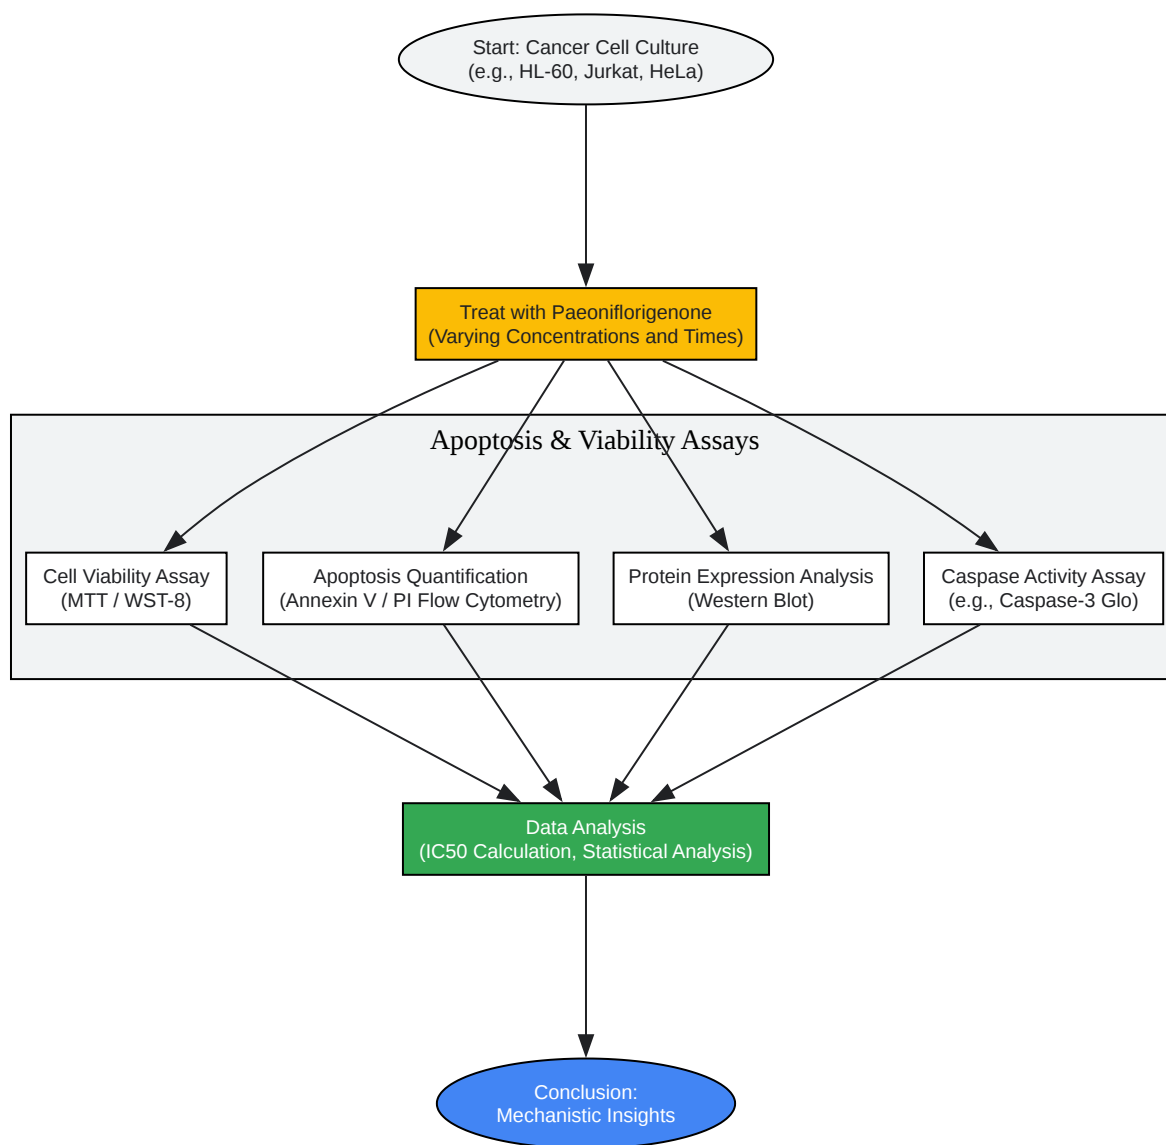 Start: Cancer Cell Culture
(e.g., HL-60, Jurkat, HeLa)
Treat with Paeoniflorigenone
(Varying Concentrations and Times)
Apoptosis & Viability Assays
Cell Viability Assay
(MTT / WST-8)
Apoptosis Quantification
(Annexin V / PI Flow Cytometry)
Protein Expression Analysis
(Western Blot)
Caspase Activity Assay
(e.g., Caspase-3 Glo)
Data Analysis
(IC50 Calculation, Statistical Analysis)
Conclusion:
Mechanistic Insights